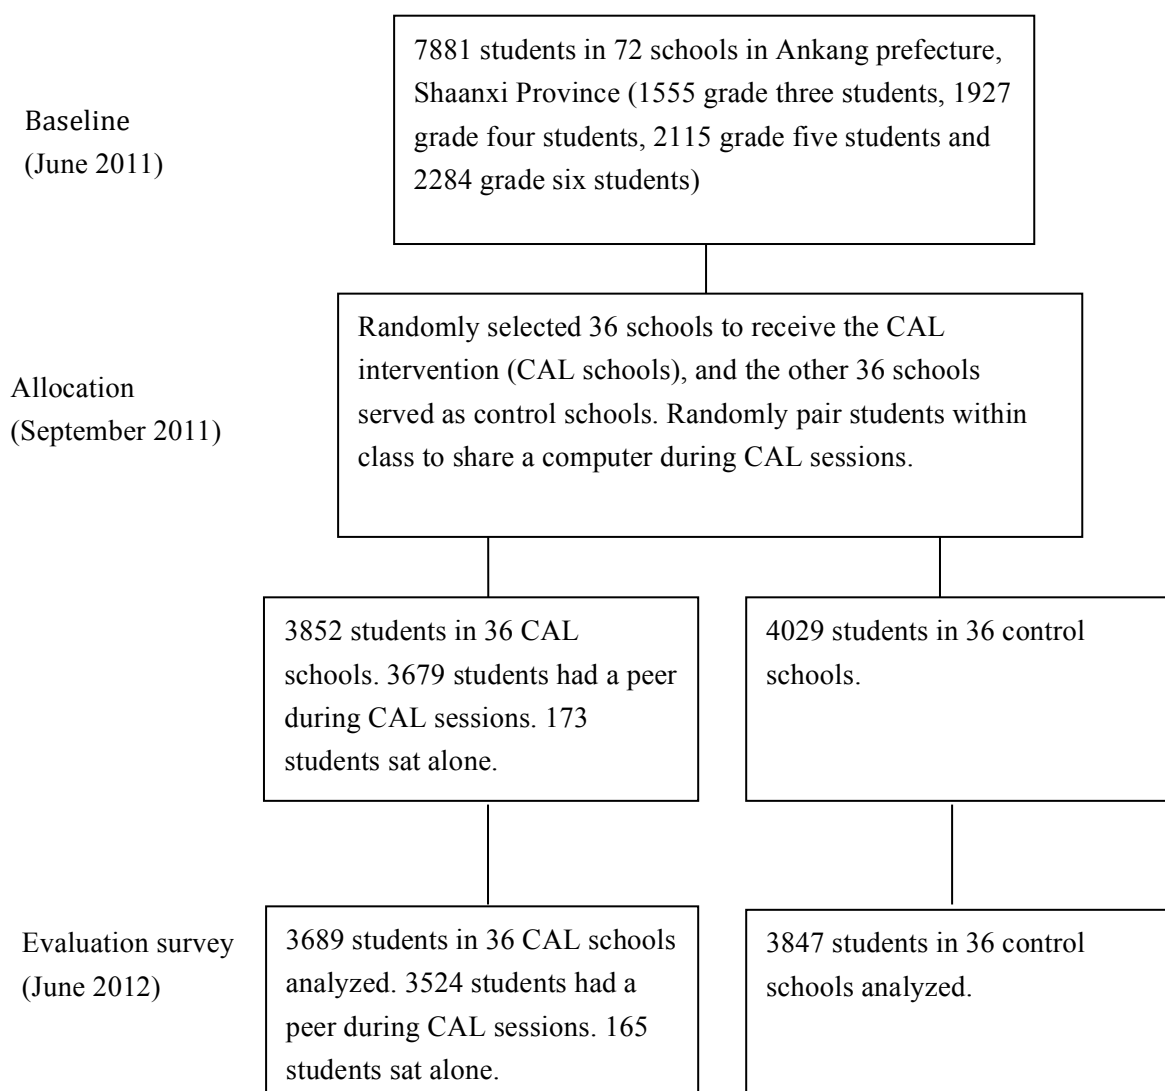 Baseline
(June 2011)
7881 students in 72 schools in Ankang prefecture,
Shaanxi Province (1555 grade three students, 1927
grade four students, 2115 grade five students and
2284 grade six students)
Allocation
(September 2011)
Randomly selected 36 schools to receive the CAL
intervention (CAL schools), and the other 36 schools
served as control schools. Randomly pair students within
class to share a computer during CAL sessions.
3852 students in 36 CAL
schools. 3679 students had a peer
during CAL sessions. 173
students sat alone.
4029 students in 36 control
schools.
Evaluation survey
(June 2012)
3689 students in 36 CAL schools
analyzed. 3524 students had a
peer during CAL sessions. 165
students sat alone.
3847 students in 36 control
schools analyzed.